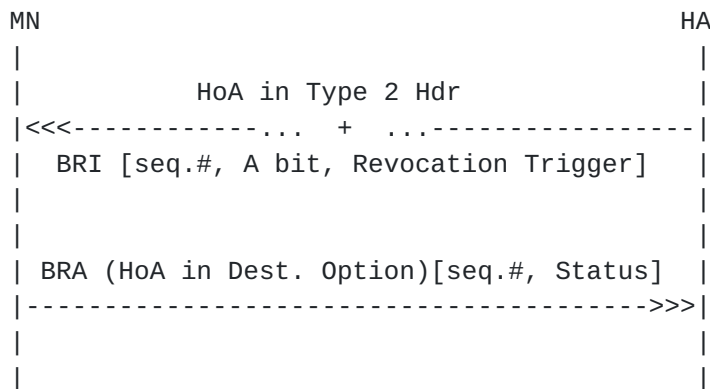 MN                                             HA
|                                             |
|            HoA in Type 2 Hdr                |
|<<<------------...  +  ...-----------------|
|  BRI [seq.#, A bit, Revocation Trigger]   |
|                                             |
|                                             |
| BRA (HoA in Dest. Option)[seq.#, Status]  |
|----------------------------------------->>>|
|                                             |
|                                             |